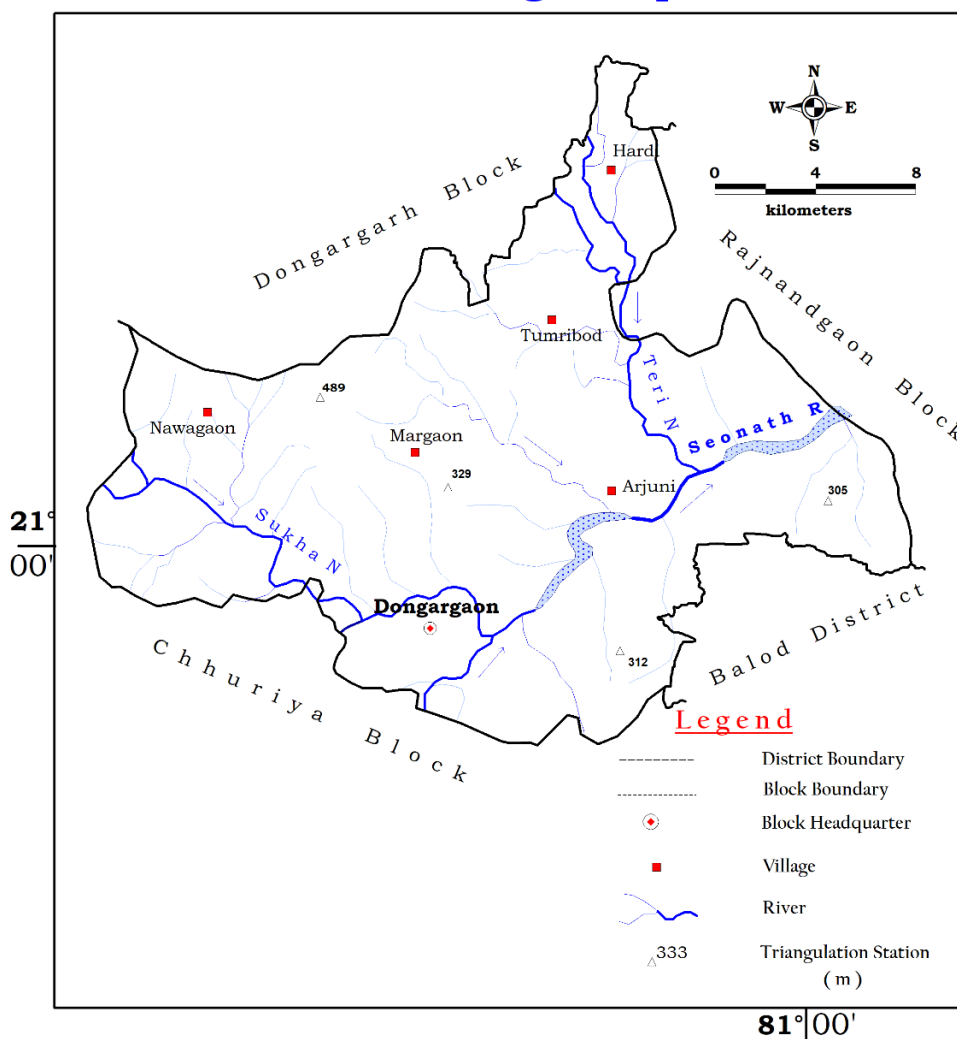 N
W E
S
0 4 8
kilometers
Hard
Dongargarh Block
Rajnandgaon Block
Tumribod
Teri N
489
Nawagaon
Margaon
Seonath R
329
Arjuni
305
21°
00'
Sukha N
Dongargaon
312
Balod District
Chhuriya Block
Legend
District Boundary
Block Boundary
Block Headquarter
Village
River
333 Triangulation Station
( m )
81° 00'